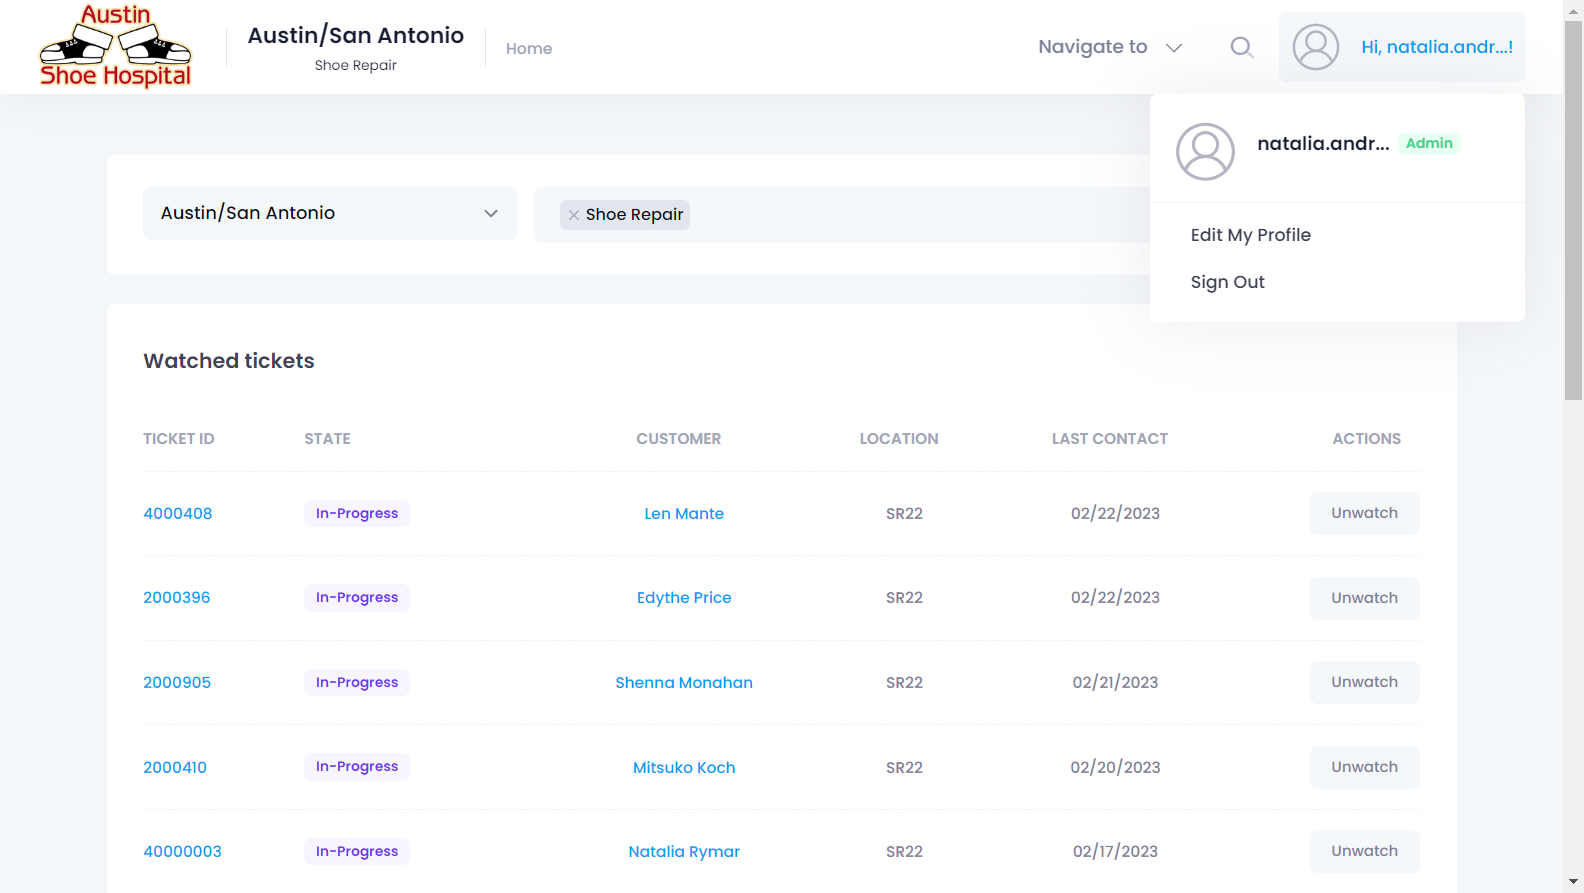 Austin
Shoe Hospital
Austin/San Antonio
Shoe Repair
Home
Navigate to
Hi, natalia.andr...!
natalia.andr... Admin
Edit My Profile
Sign Out
Austin/San Antonio
× Shoe Repair
Watched tickets
TICKET ID STATE CUSTOMER LOCATION LAST CONTACT ACTIONS
4000408 In-Progress Len Mante SR22 02/22/2023 Unwatch
2000396 In-Progress Edythe Price SR22 02/22/2023 Unwatch
2000905 In-Progress Shenna Monahan SR22 02/21/2023 Unwatch
2000410 In-Progress Mitsuko Koch SR22 02/20/2023 Unwatch
40000003 In-Progress Natalia Rymar SR22 02/17/2023 Unwatch